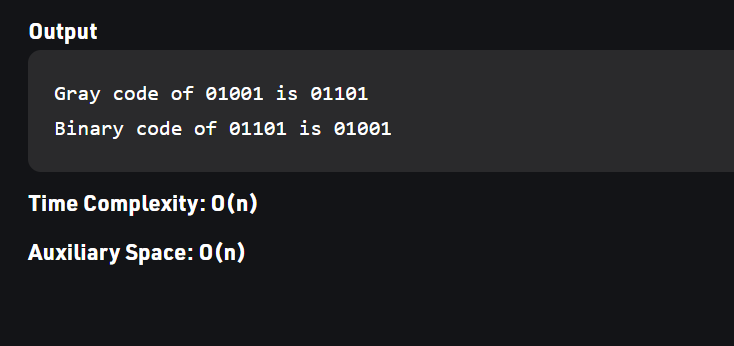 Output
Gray code of 01001 is 01101
Binary code of 01101 is 01001
Time Complexity: O(n)
Auxiliary Space: O(n)